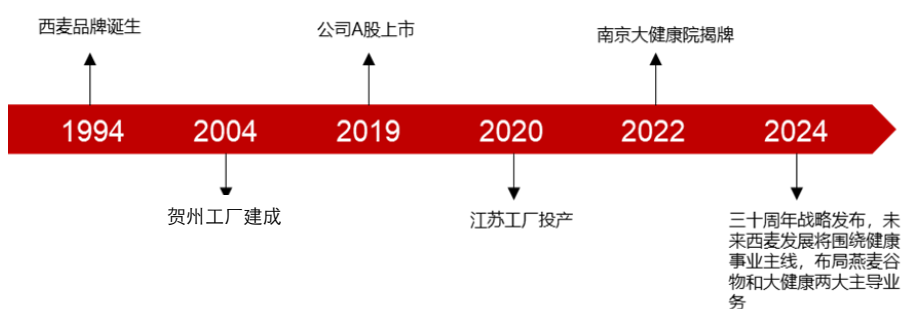 西麦品牌诞生
公司A股上市
南京大健康院揭牌
1994 2004 2019 2020 2022 2024
贺州工厂建成
江苏工厂投产
三十周年战略发布，未
来西麦发展将围绕健康
事业主线，布局燕麦谷
物和大健康两大主导业
务